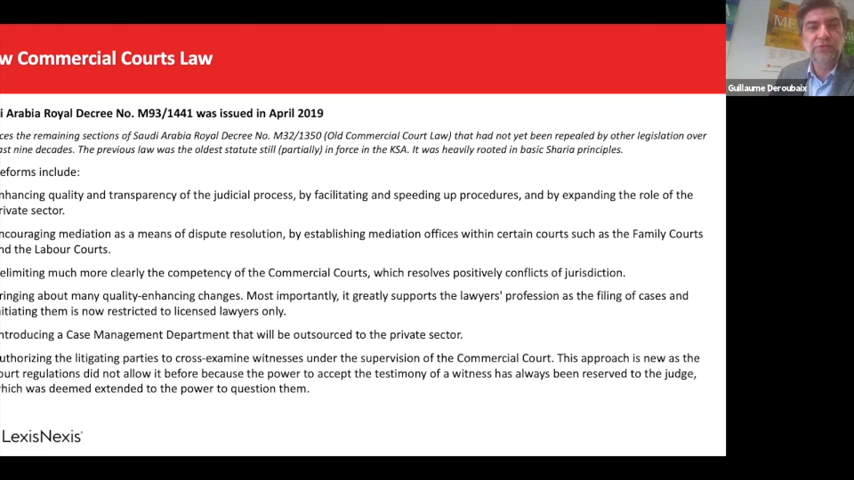 w Commercial Courts Law
Guillaume Deroubaix
i Arabia Royal Decree No. M93/1441 was issued in April 2019
ces the remaining sections of Saudi Arabia Royal Decree No. M32/1350 (Old Commercial Court Law) that had not yet been repealed by other legislation over
ast nine decades. The previous law was the oldest statute still (partially) in force in the KSA. It was heavily rooted in basic Sharia principles.
eforms include:
nhancing quality and transparency of the judicial process, by facilitating and speeding up procedures, and by expanding the role of the
rivate sector.
ncouraging mediation as a means of dispute resolution, by establishing mediation offices within certain courts such as the Family Courts
nd the Labour Courts.
elimiting much more clearly the competency of the Commercial Courts, which resolves positively conflicts of jurisdiction.
ringing about many quality-enhancing changes. Most importantly, it greatly supports the lawyers' profession as the filing of cases and
nitiating them is now restricted to licensed lawyers only.
ntroducing a Case Management Department that will be outsourced to the private sector.
uthorizing the litigating parties to cross-examine witnesses under the supervision of the Commercial Court. This approach is new as the
ourt regulations did not allow it before because the power to accept the testimony of a witness has always been reserved to the judge,
hich was deemed extended to the power to question them.
LexisNexis®